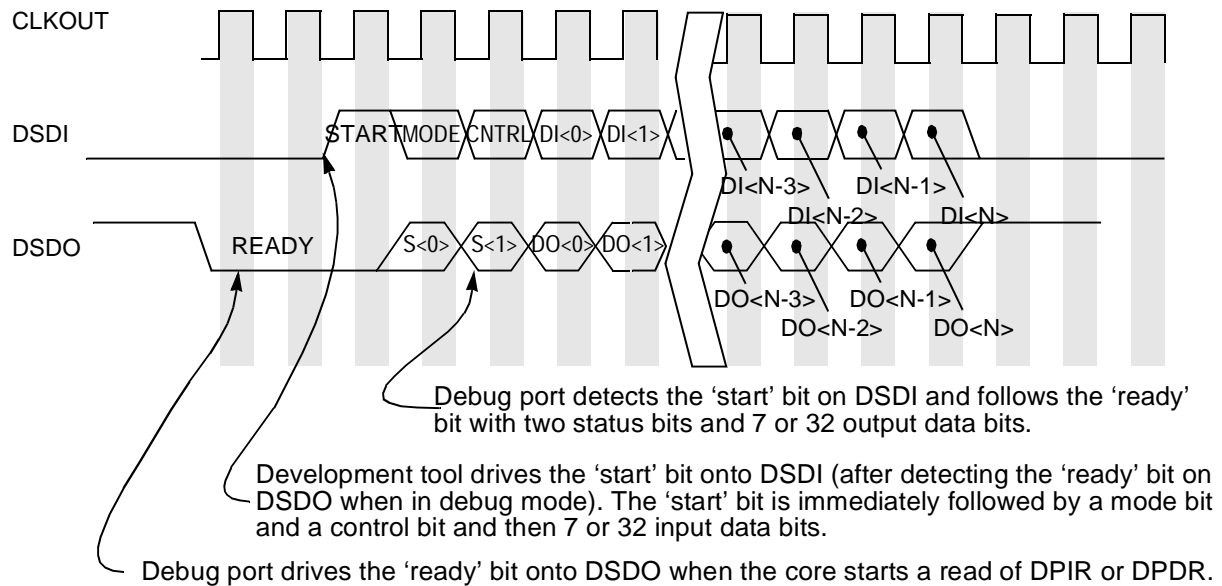 CLKOUT
DSDI
START MODE CNTRL DI<0> DI<1>
DI<N-3> DI<N-1>
DI<N-2> DI<N>
DSDO
READY S<0> S<1> DO<0> DO<1>
DO<N-3> DO<N-1>
DO<N-2> DO<N>
Debug port detects the ‘start’ bit on DSDI and follows the ‘ready’
bit with two status bits and 7 or 32 output data bits.
Development tool drives the ‘start’ bit onto DSDI (after detecting the ‘ready’ bit on
DSDO when in debug mode). The ‘start’ bit is immediately followed by a mode bit
and a control bit and then 7 or 32 input data bits.
Debug port drives the ‘ready’ bit onto DSDO when the core starts a read of DPIR or DPDR.